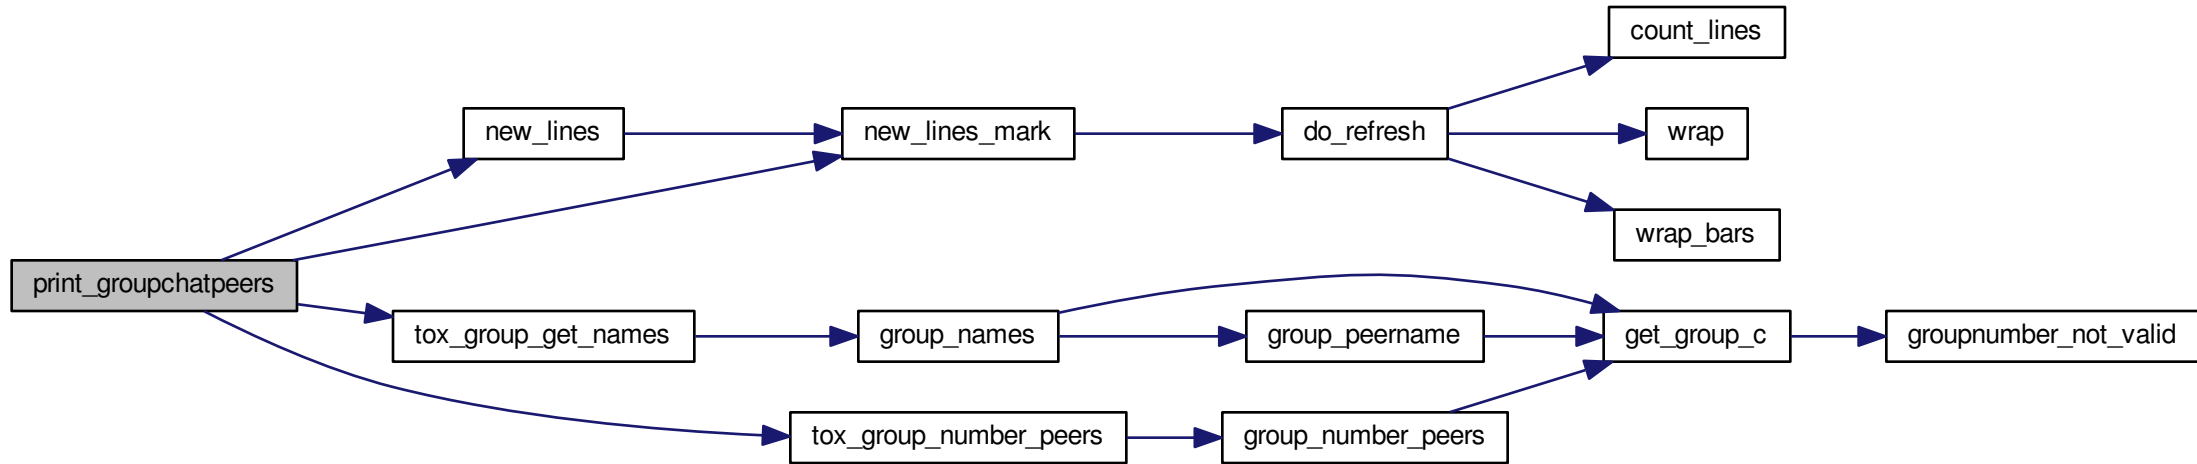 count_lines
new_lines
new_lines_mark
do_refresh
wrap
wrap_bars
print_groupchatpeers
tox_group_get_names
group_names
group_peername
get_group_c
groupnumber_not_valid
tox_group_number_peers
group_number_peers